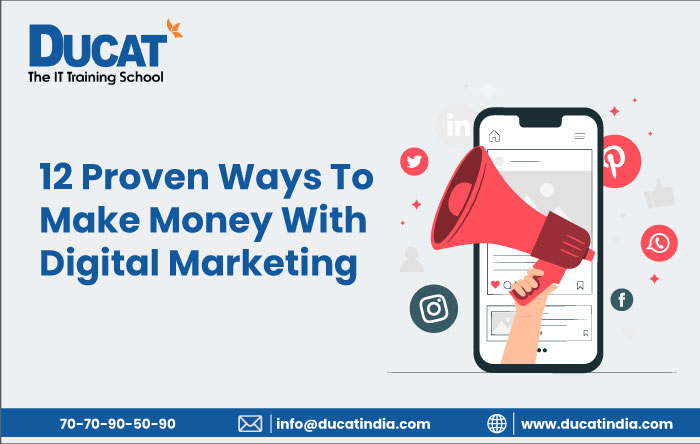 DUCAT
The IT Training School
12 Proven Ways To
Make Money With
Digital Marketing
in
70-70-90-50-90
info@ducatindia.com
www.ducatindia.com